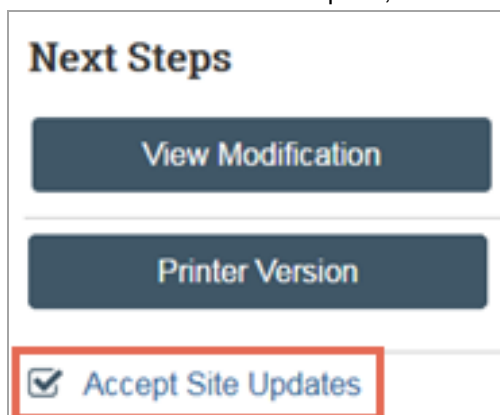 Next Steps
View Modification
Printer Version
Accept Site Updates